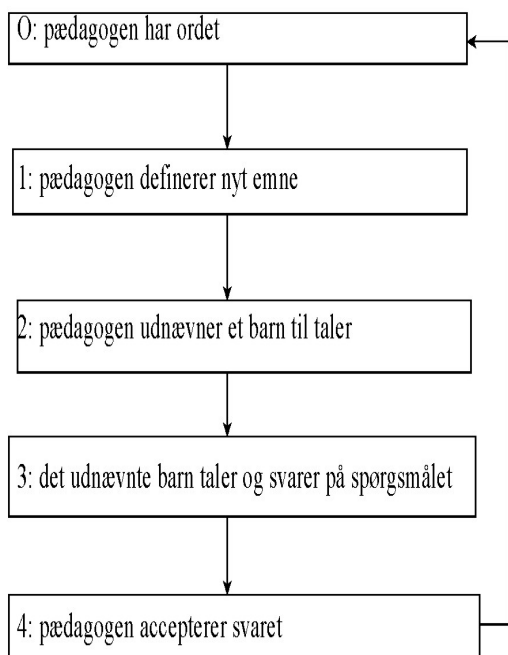 O: pædagogen har ordet
1: pædagogen definerer nyt emne
2: pædagogen udnævner et barn til taler
3: det udnævnte barn taler og svarer på spørgsmålet
4: pædagogen accepterer svaret